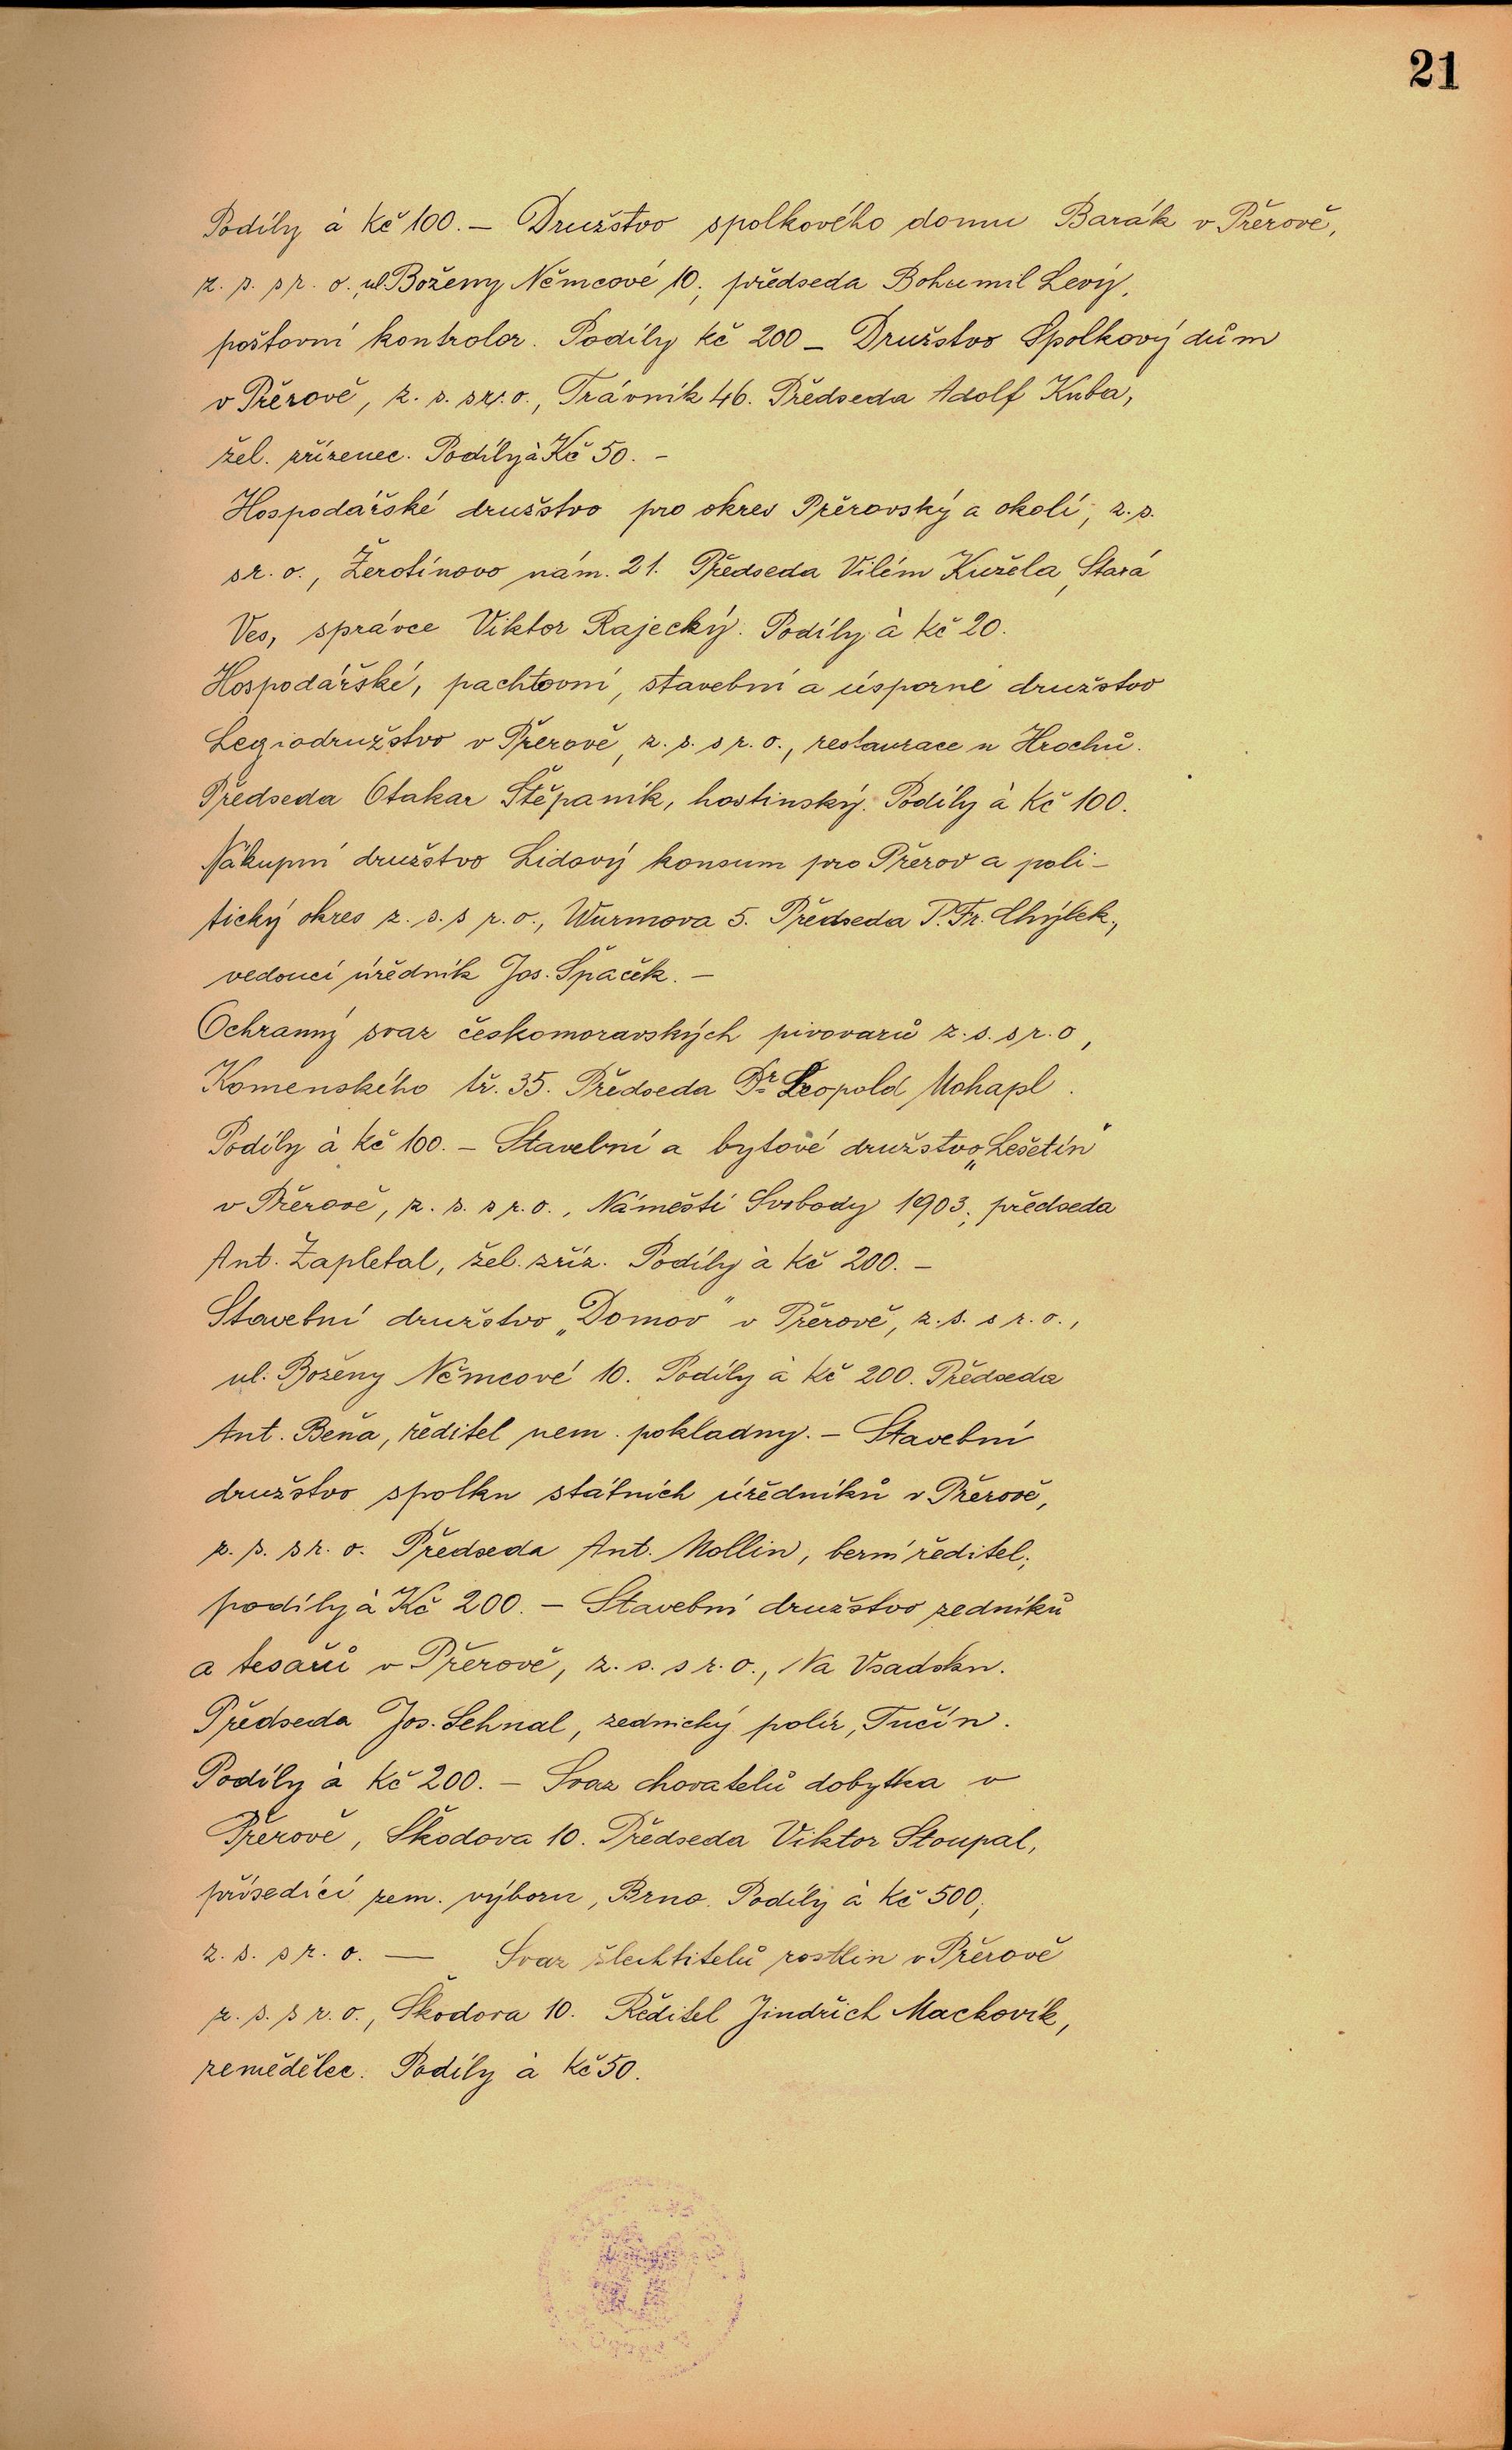 21
Podíly à Kč 100. — Družstvo spolkového domu Barák v Přerově,
z. s. s r. o. ul. Boženy Němcové 10; předseda Bohumil Levý,
poštovní kontrolor. Podíly Kč 200 — Družstvo Spolkový dům
v Přerově, z. s. s r. o., Trávník 46. Předseda Adolf Kuba,
žel. zřízenec. Podíly à Kč 50. —
Hospodářské družstvo pro okres Přerovský a okolí, z. s.
s r. o., Žerotínovo nám. 21. Předseda Vilém Kužela, Stará
Ves, správce Viktor Rajecký. Podíly à Kč 20.
Hospodářské, pachtovní, stavební a úsporné družstvo
Legiodružstvo v Přerově, z. s. s r. o., restaurace u Hrochů.
Předseda Otakar Štěpaník, hostinský. Podíly à Kč 100.
Nákupní družstvo Lidový konsum pro Přerov a poli-
tický okres z. s. s r. o., Wurmova 5. Předseda P. Fr. Chýlek,
vedoucí úředník Jos. Špaček. —
Ochranný svaz českomoravských pivovarů z. s. s r. o,
Komenského tř. 35. Předseda Dr Leopold Mohapl.
Podíly à Kč 100. — Stavební a bytové družstvo „Lešetín"
v Přerově, z. s. s r. o., Náměstí Svobody 1903; předseda
Ant. Zapletal, žel. zříz. Podíly à Kč 200. —
Stavební družstvo „Domov" v Přerově, z. s. s r. o.,
ul. Boženy Němcové 10. Podíly à Kč 200. Předseda
Ant. Beňa, ředitel nem. pokladny. — Stavební
družstvo spolku státních úředníků v Přerově,
z. s. s r. o. Předseda Ant. Mollin, berní ředitel;
podíly à Kč 200. — Stavební družstvo zedníků
a tesařů v Přerově, z. s. s r. o., Na Vsadsku.
Předseda Jos. Sehnal, zednický polír, Tučín.
Podíly à Kč 200. — Svaz chovatelů dobytka v
Přerově, Škodova 10. Předseda Viktor Stoupal,
přísedící zem. výboru, Brno. Podíly à Kč 500;
z. s. s r. o. — Svaz šlechtitelů rostlin v Přerově
z. s. s r. o., Škodova 10. Ředitel Jindřich Mackovík,
zemědělec. Podíly à Kč 50.